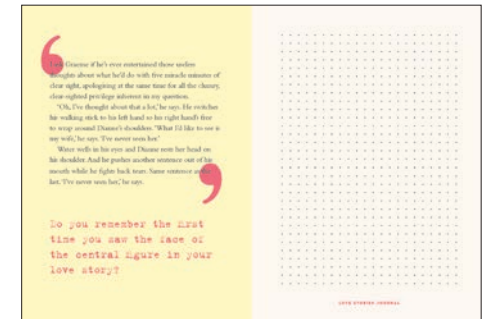 I ask Graeme if he's ever entertained those useless
thoughts about what he'd do with five miracle minutes of
clear sight, apologising at the same time for all the clumsy,
clear-sighted privilege inherent in my question.
'Oh, I've thought about that a lot,' he says. He switches
his walking stick to his left hand so his right hand's free
to wrap around Dianne's shoulders. 'What I'd like to see is
my wife,' he says. 'I've never seen her.'
Water wells in his eyes and Dianne rests her head on
his shoulder. And he pushes another sentence out of his
mouth while he fights back tears. Same sentence as the
last. 'I've never seen her,' he says.
Do you remember the first
time you saw the face of
the central figure in your
love story?
LOVE STORIES JOURNAL